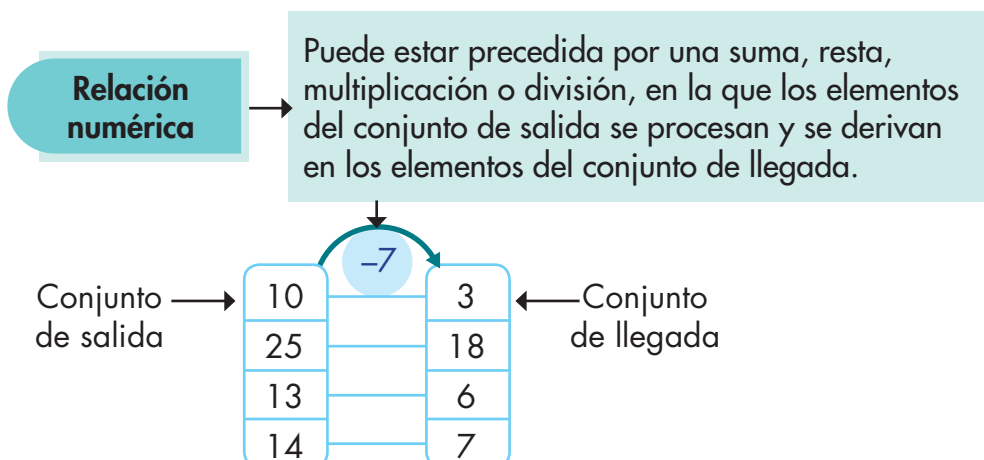 Relación
numérica
Puede estar precedida por una suma, resta,
multiplicación o división, en la que los elementos
del conjunto de salida se procesan y se derivan
en los elementos del conjunto de llegada.
–7
Conjunto
de salida
10
3
25
18
13
6
14
7
Conjunto
de llegada